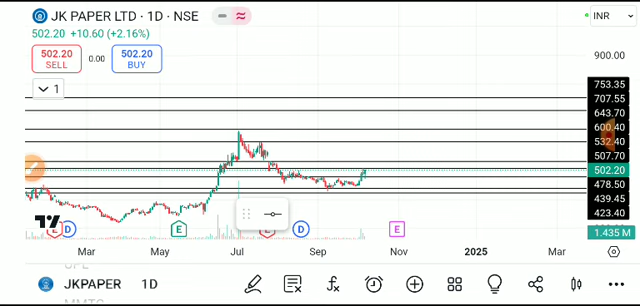 JK PAPER LTD · 1D · NSE
INR
502.20 +10.60 (+2.16%)
502.20 SELL
0.00
502.20 BUY
1
900.00
753.35
707.55
643.70
600.40
532.40
507.70
502.20
478.50
439.45
423.40
1.435 M
E D E E D E
Mar May Jul Sep Nov 2025 Mar
JKPAPER 1D